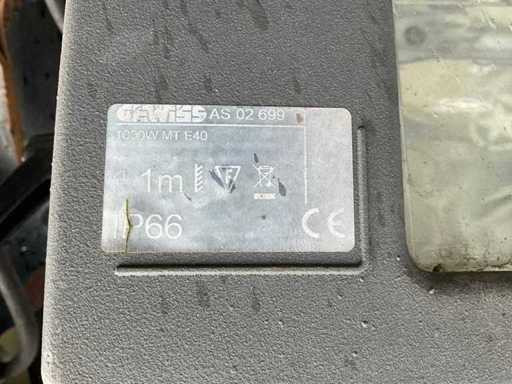 GEWISS AS 02 699
1000W MT E40
1m F
IP66 CE